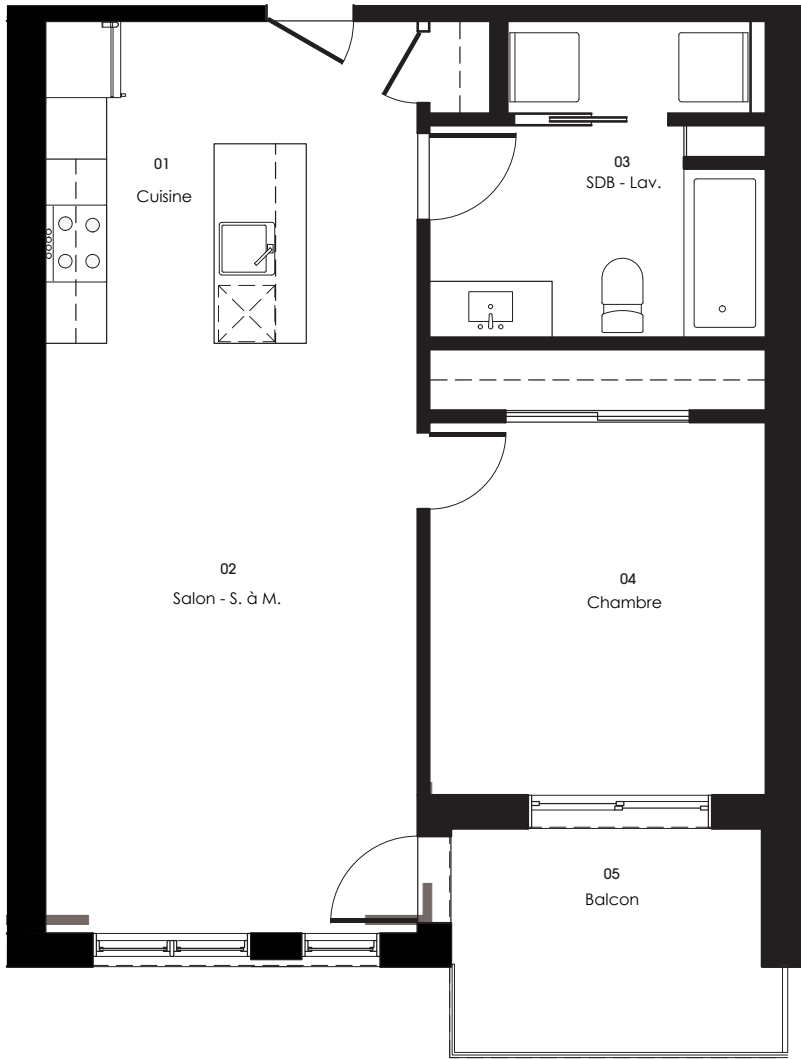 01
Cuisine
03
SDB - Lav.
02
Salon - S. à M.
04
Chambre
05
Balcon